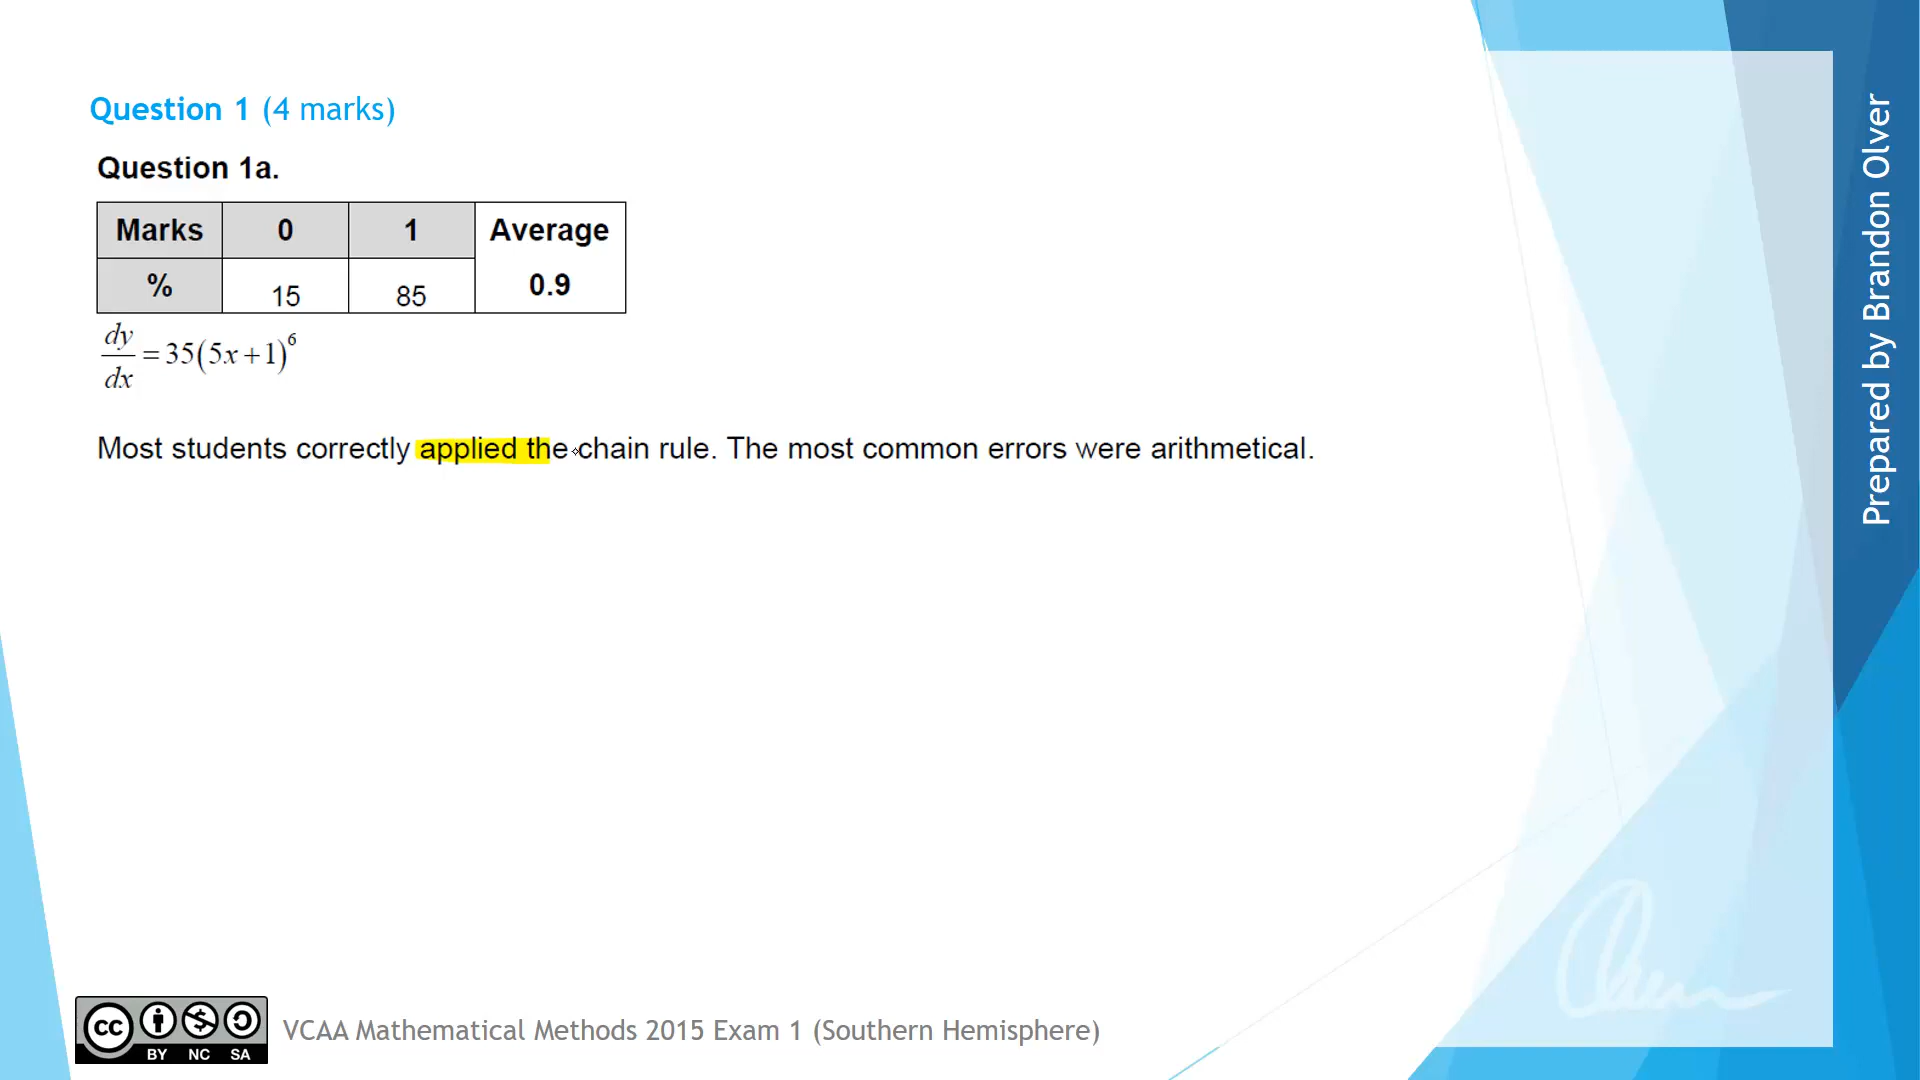 Question 1 (4 marks)
Question 1a.
Marks 0 1 Average
% 15 85 0.9
dy/dx = 35(5x+1)^6
Most students correctly applied the chain rule. The most common errors were arithmetical.
Prepared by Brandon Olver
cc BY NC SA
VCAA Mathematical Methods 2015 Exam 1 (Southern Hemisphere)